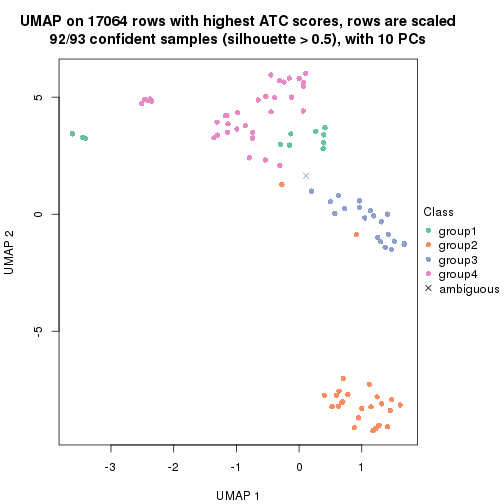 UMAP on 17064 rows with highest ATC scores, rows are scaled
92/93 confident samples (silhouette > 0.5), with 10 PCs
5
0
-5
UMAP 2
-3
-2
-1
0
1
UMAP 1
Class
group1
group2
group3
group4
ambiguous